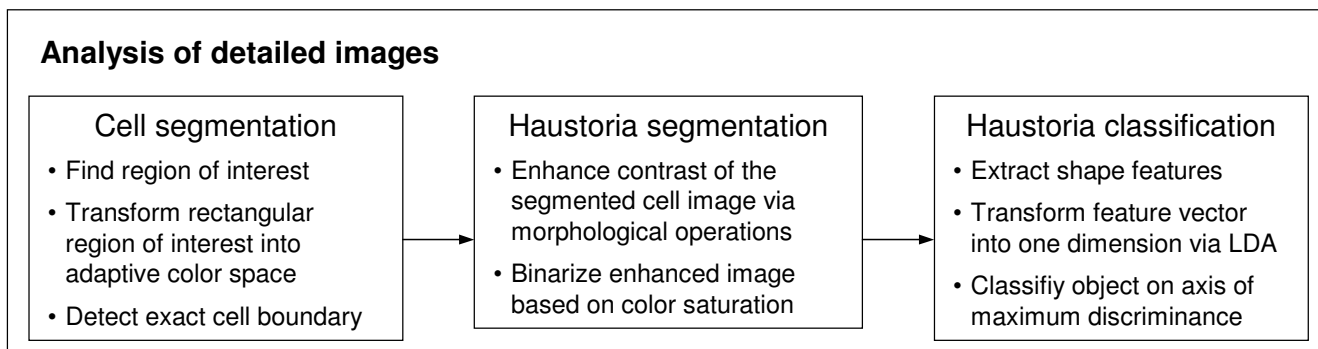 Analysis of detailed images
Cell segmentation
• Find region of interest
• Transform rectangular
region of interest into
adaptive color space
• Detect exact cell boundary
Haustoria segmentation
• Enhance contrast of the
segmented cell image via
morphological operations
• Binarize enhanced image
based on color saturation
Haustoria classification
• Extract shape features
• Transform feature vector
into one dimension via LDA
• Classifiy object on axis of
maximum discriminance